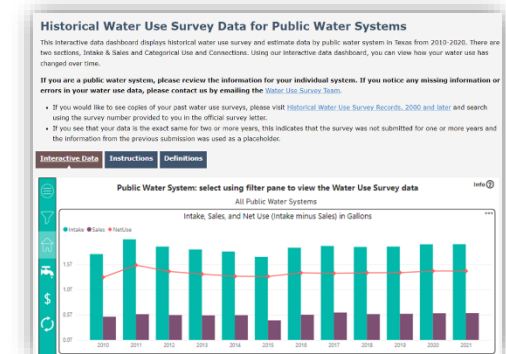 Historical Water Use Survey Data for Public Water Systems
This interactive data dashboard displays historical water use survey and estimate data by public water system in Texas from 2010-2020. There are
two sections, Intake & Sales and Categorical Use and Connections. Using our interactive data dashboard, you can view how your water use has
changed over time.
If you are a public water system, please review the information for your individual system. If you notice any missing information or
errors in your water use data, please contact us by emailing the Water Use Survey Team.
• If you would like to see copies of your past water use surveys, please visit Historical Water Use Survey Records, 2000 and later and search
using the survey number provided to you in the official survey letter.
• If you see that your data is the exact same for two or more years, this indicates that the survey was not submitted for one or more years and
the information from the previous submission was used as a placeholder.
Interactive Data Instructions Definitions
Public Water System: select using filter pane to view the Water Use Survey data
Info ?
All Public Water Systems
Intake, Sales, and Net Use (Intake minus Sales) in Gallons
Intake Sales NetUse
1.5T
1.0T
0.5T
0.0T
2010 2011 2012 2013 2014 2015 2016 2017 2018 2019 2020 2021
$